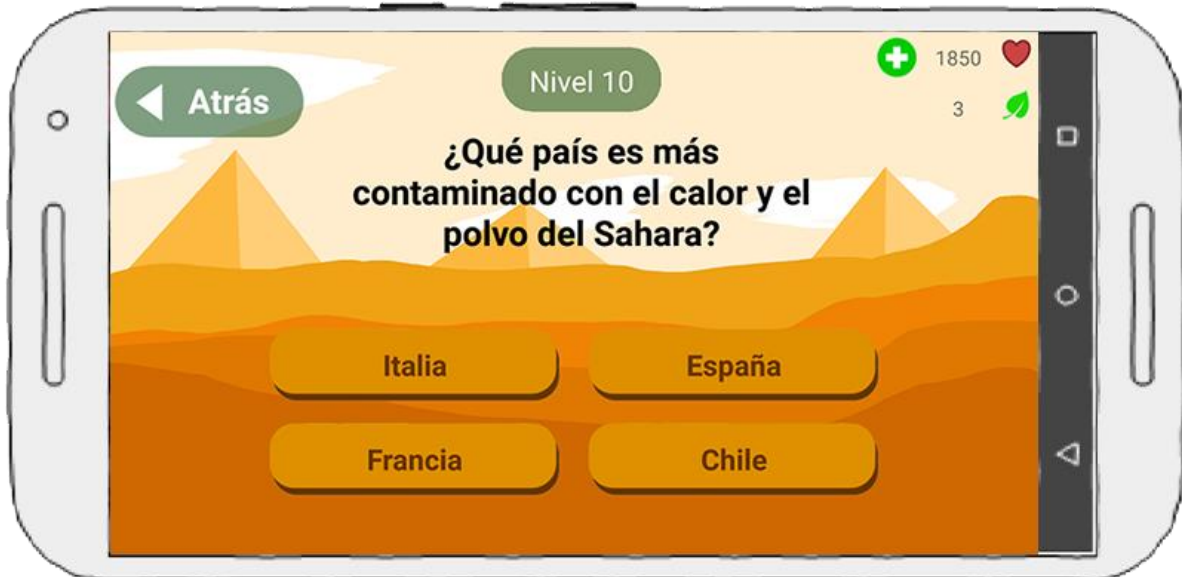 Atrás
Nivel 10
1850
3
¿Qué país es más
contaminado con el calor y el
polvo del Sahara?
Italia
España
Francia
Chile